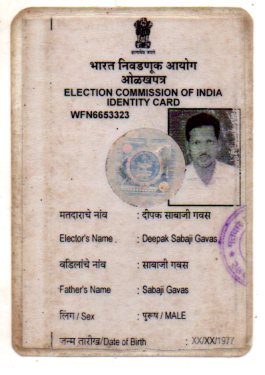 भारत निवडणूक आयोग
ओळखपत्र
ELECTION COMMISSION OF INDIA
IDENTITY CARD
WFN6653323
मतदाराचे नांव : दीपक साबाजी गवस
Elector's Name : Deepak Sabaji Gavas
वडिलांचे नांव : साबाजी गवस
Father's Name : Sabaji Gavas
लिंग / Sex : पुरूष / MALE
जन्म तारीख/Date of Birth : XX/XX/1977